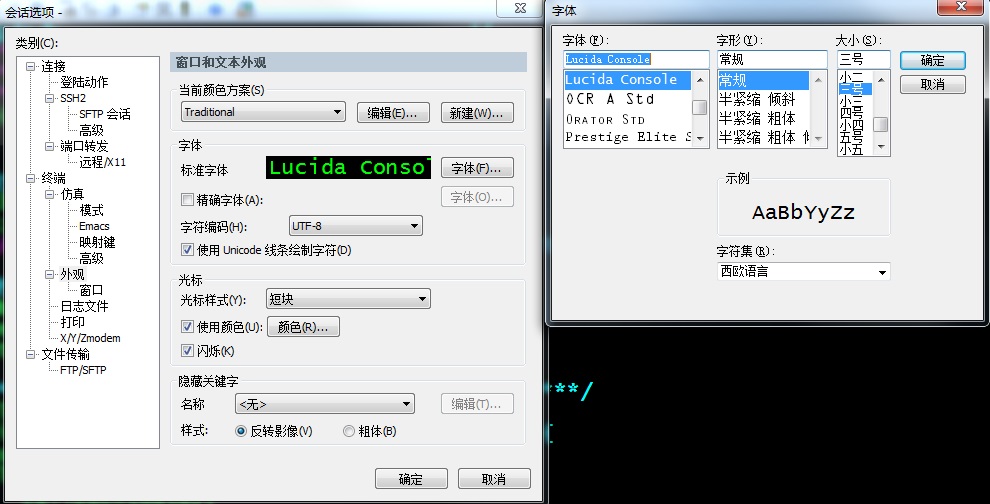 会话选项 -
类别(C):
连接
登陆动作
SSH2
SFTP 会话
高级
端口转发
远程/X11
终端
仿真
模式
Emacs
映射键
高级
外观
窗口
日志文件
打印
X/Y/Zmodem
文件传输
FTP/SFTP
窗口和文本外观
当前颜色方案(S)
Traditional
编辑(E)...
新建(W)...
字体
标准字体
Lucida Conso
字体(F)...
精确字体(A):
字体(O)...
字符编码(H):
UTF-8
使用 Unicode 线条绘制字符(D)
光标
光标样式(Y):
短块
使用颜色(U):
颜色(R)...
闪烁(K)
隐藏关键字
名称
<无>
编辑(T)...
样式:
反转影像(V)
粗体(B)
确定
取消
字体
字体(F):
Lucida Console
Lucida Console
OCR A Std
Orator Std
Prestige Elite S
字形(Y):
常规
常规
半紧缩 倾斜
半紧缩 粗体
半紧缩 粗体
大小(S):
三号
小二
三号
小三
四号
小四
五号
小五
确定
取消
示例
AaBbYyZz
字符集(R):
西欧语言
**/